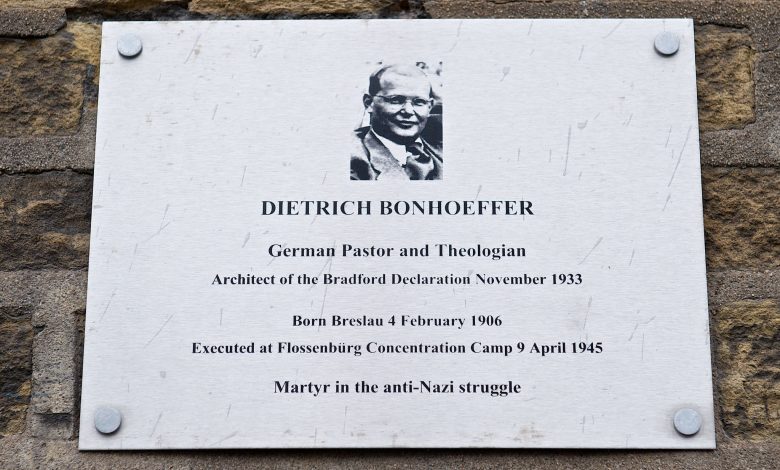 DIETRICH BONHOEFFER
German Pastor and Theologian
Architect of the Bradford Declaration November 1933
Born Breslau 4 February 1906
Executed at Flossenbürg Concentration Camp 9 April 1945
Martyr in the anti-Nazi struggle